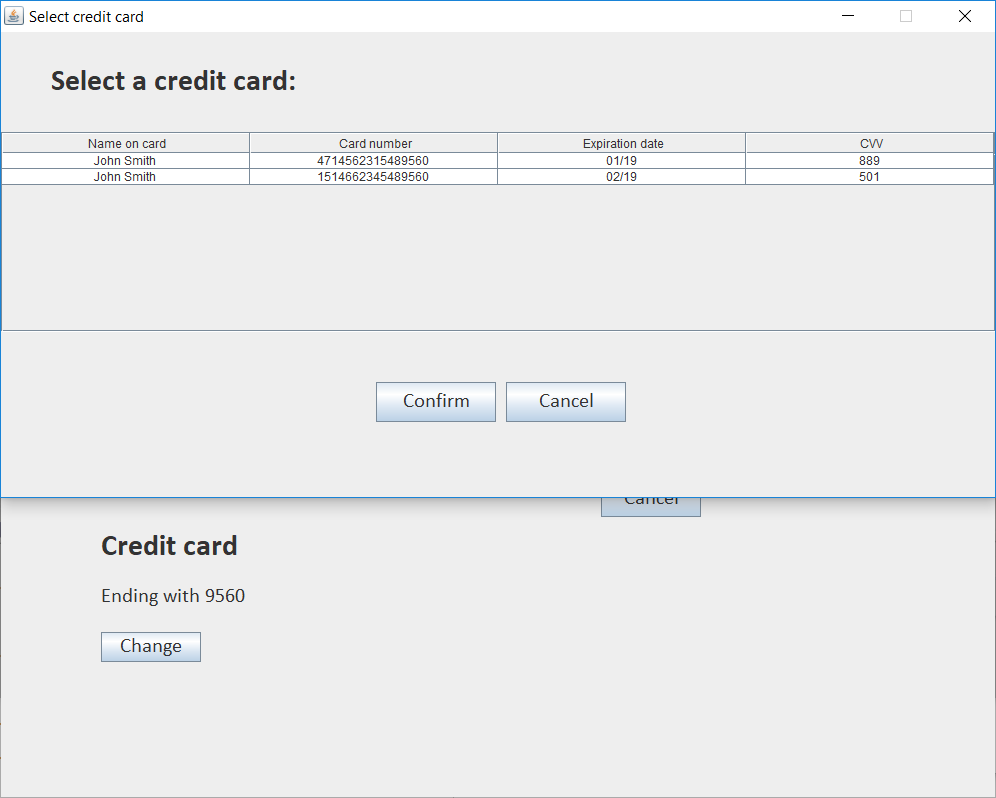 Select credit card
Select a credit card:
Name on card Card number Expiration date CVV
John Smith 4714562315489560 01/19 889
John Smith 1514662345489560 02/19 501
Confirm Cancel
Cancel
Credit card
Ending with 9560
Change